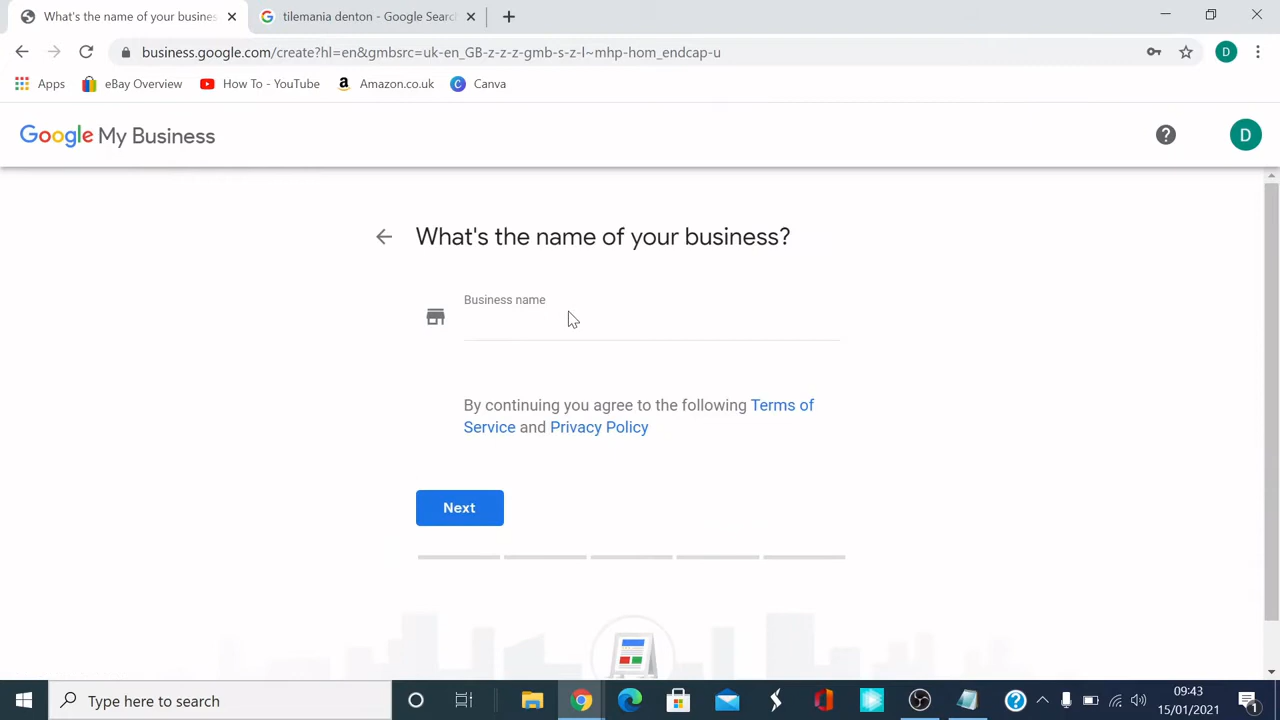 What's the name of your busines
tilemania denton - Google Searc
business.google.com/create?hl=en&gmbsrc=uk-en_GB-z-z-z-gmb-s-z-l~mhp-hom_endcap-u
D
Apps
eBay Overview
How To - YouTube
Amazon.co.uk
Canva
Google My Business
D
What's the name of your business?
Business name
By continuing you agree to the following Terms of
Service and Privacy Policy
Next
Type here to search
09:43
15/01/2021
1